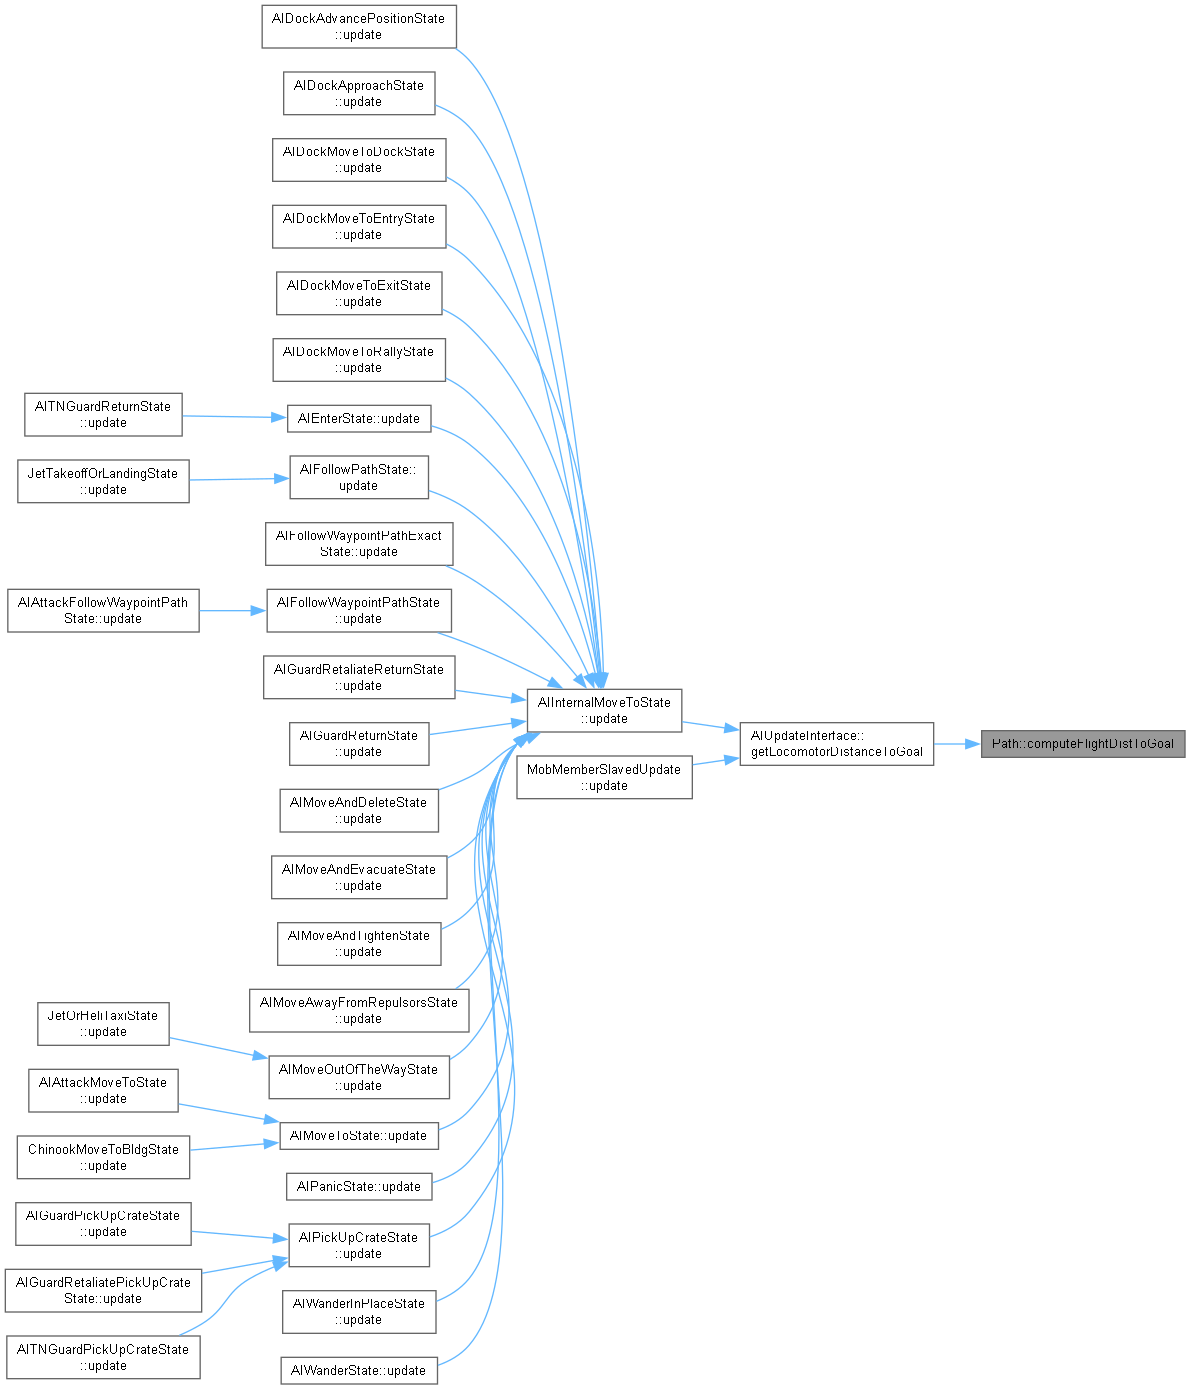 AIDockAdvancePositionState
::update
AIDockApproachState
::update
AIDockMoveToDockState
::update
AIDockMoveToEntryState
::update
AIDockMoveToExitState
::update
AIDockMoveToRallyState
::update
AITNGuardReturnState
::update
AIEnterState::update
JetTakeoffOrLandingState
::update
AIFollowPathState::
update
AIFollowWaypointPathExact
State::update
AIAttackFollowWaypointPath
State::update
AIFollowWaypointPathState
::update
AIGuardRetaliateReturnState
::update
AIGuardReturnState
::update
AIInternalMoveToState
::update
MobMemberSlavedUpdate
::update
AIUpdateInterface::
getLocomotorDistanceToGoal
Path::computeFlightDistToGoal
AIMoveAndDeleteState
::update
AIMoveAndEvacuateState
::update
AIMoveAndTightenState
::update
AIMoveAwayFromRepulsorsState
::update
JetOrHeliTaxiState
::update
AIMoveOutOfTheWayState
::update
AIAttackMoveToState
::update
AIMoveToState::update
ChinookMoveToBldgState
::update
AIPanicState::update
AIGuardPickUpCrateState
::update
AIPickUpCrateState
::update
AIGuardRetaliatePickUpCrate
State::update
AIWanderInPlaceState
::update
AITNGuardPickUpCrateState
::update
AIWanderState::update